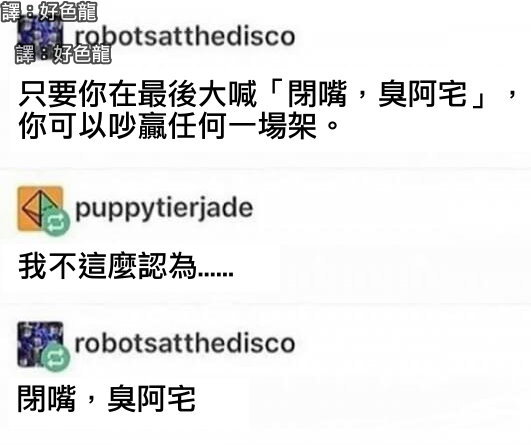 譯：好色龍
robotsatthedisco
譯：好色龍
只要你在最後大喊「閉嘴，臭阿宅」，
你可以吵贏任何一場架。
puppytierjade
我不這麼認為......
robotsatthedisco
閉嘴，臭阿宅